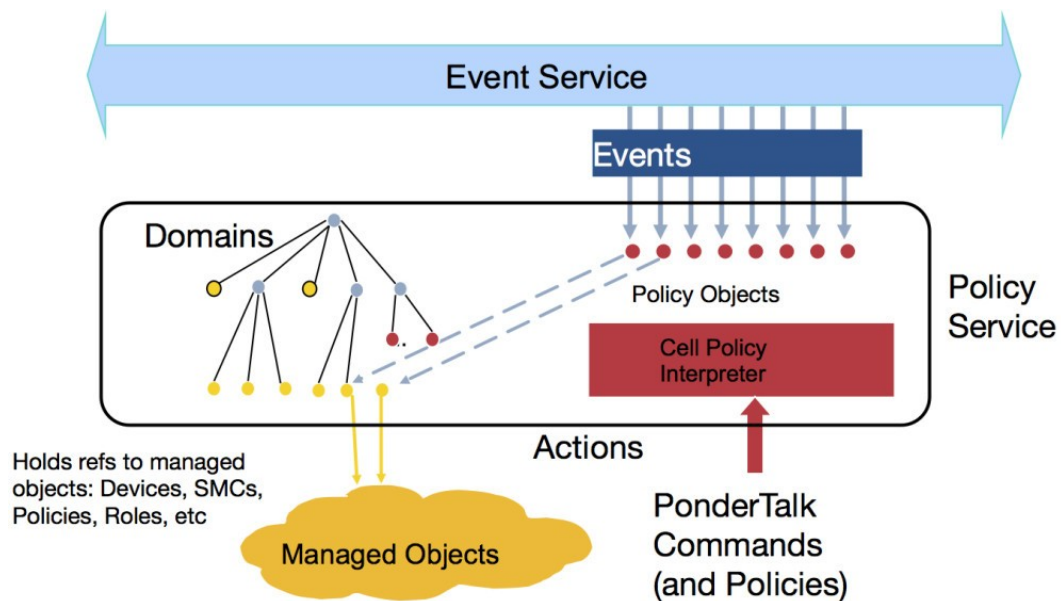 Event Service
Events
Domains
Policy Objects
Policy
Service
Cell Policy
Interpreter
Actions
Holds refs to managed
objects: Devices, SMCs,
Policies, Roles, etc
Managed Objects
PonderTalk
Commands
(and Policies)